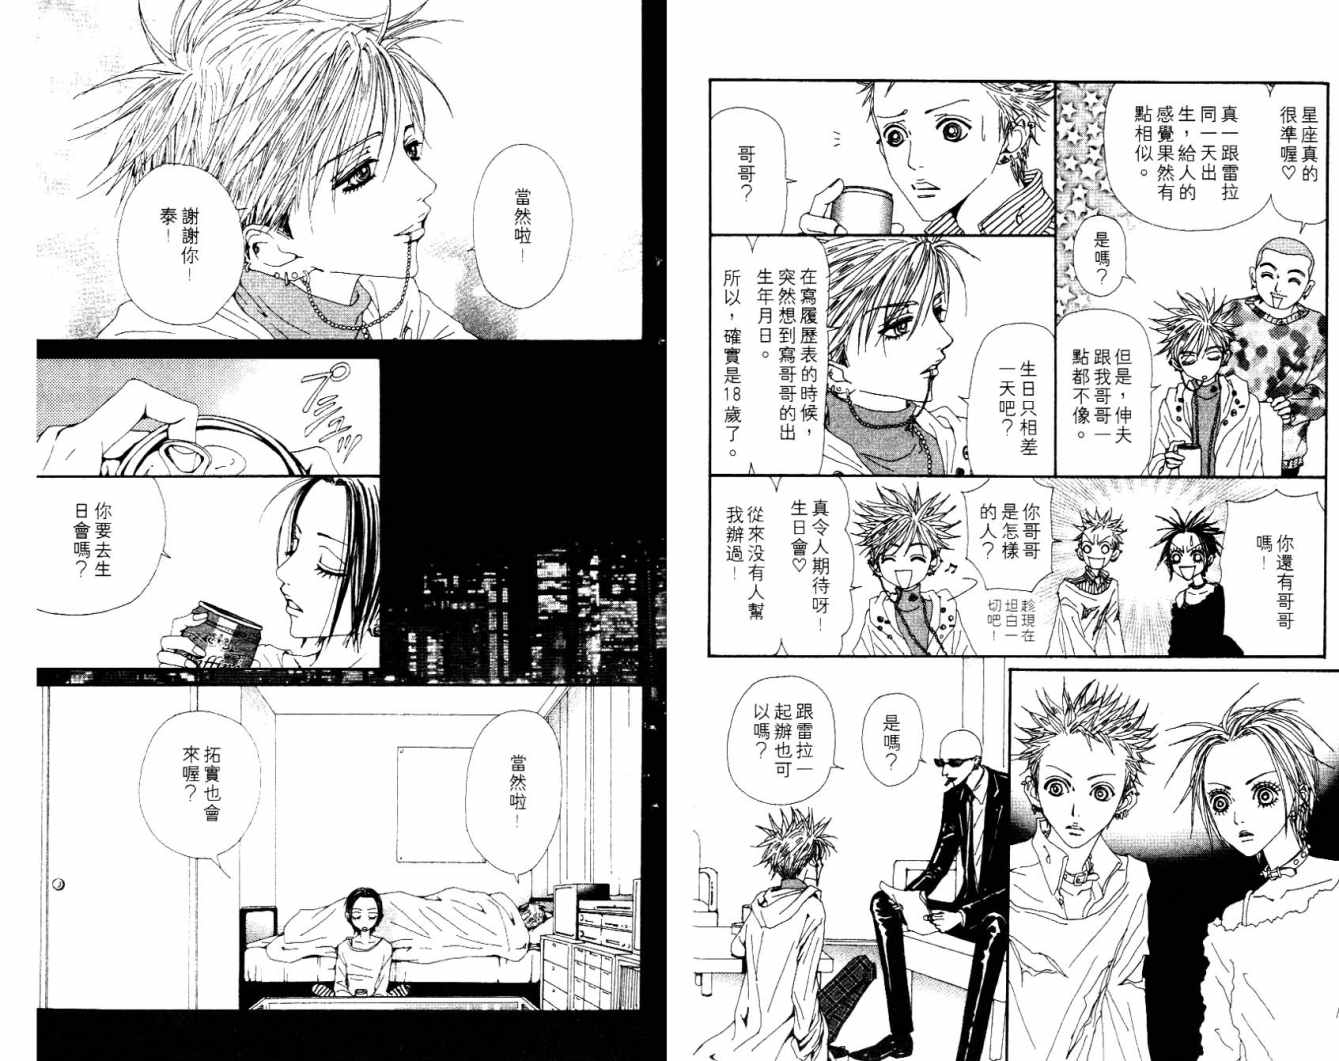 星座真的
很準喔♡
真一跟雷拉
同一天出
生，給人的
感覺果然有
點相似。
是嗎？
但是，伸夫
跟我哥哥一
點都不像。
哥哥？
生日只相差
一天吧？
在寫履歷表的時候，
突然想到寫哥哥的出
生年月日。
所以，確實是18歲了。
你還有哥哥
嗎！
趁現在
坦白一
切吧！
你哥哥
是怎樣
的人？
真令人期待呀！
生日會♡
從來没有人幫
我辦過！
是嗎？
跟雷拉一
起辦也可
以嗎？
當然啦！
謝謝你！
泰！
你要去生
日會嗎？
當然啦！
拓實也會
來喔？